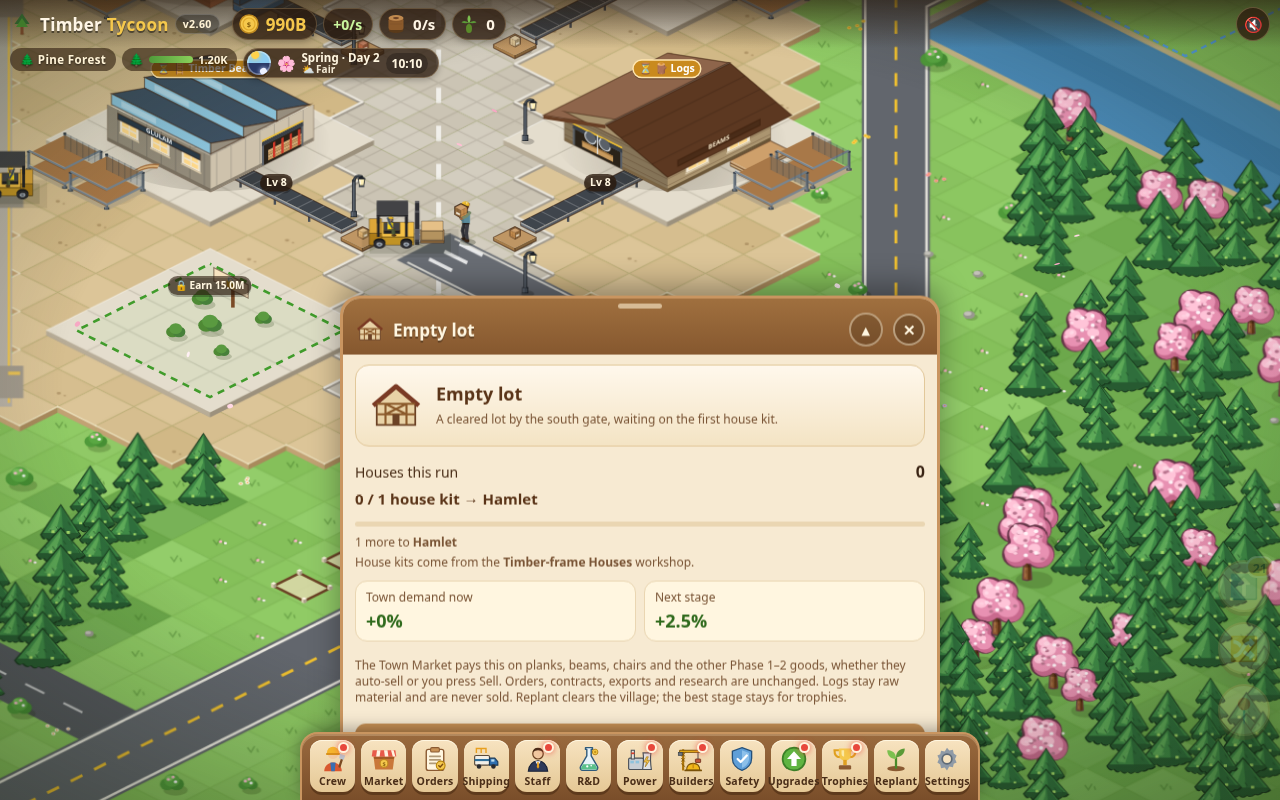 Timber Tycoon v2.60 990B +0/s 0/s 0
Pine Forest 1.20K Spring · Day 2 10:10
Fair
Logs
GLULAM
BEAMS
Lv 8
Lv 8
Earn 15.0M
Empty lot
Empty lot
A cleared lot by the south gate, waiting on the first house kit.
Houses this run 0
0 / 1 house kit → Hamlet
1 more to Hamlet
House kits come from the Timber-frame Houses workshop.
Town demand now
+0%
Next stage
+2.5%
The Town Market pays this on planks, beams, chairs and the other Phase 1–2 goods, whether they
auto-sell or you press Sell. Orders, contracts, exports and research are unchanged. Logs stay raw
material and are never sold. Replant clears the village; the best stage stays for trophies.
Crew Market Orders Shipping Staff R&D Power Builders Safety Upgrades Trophies Replant Settings